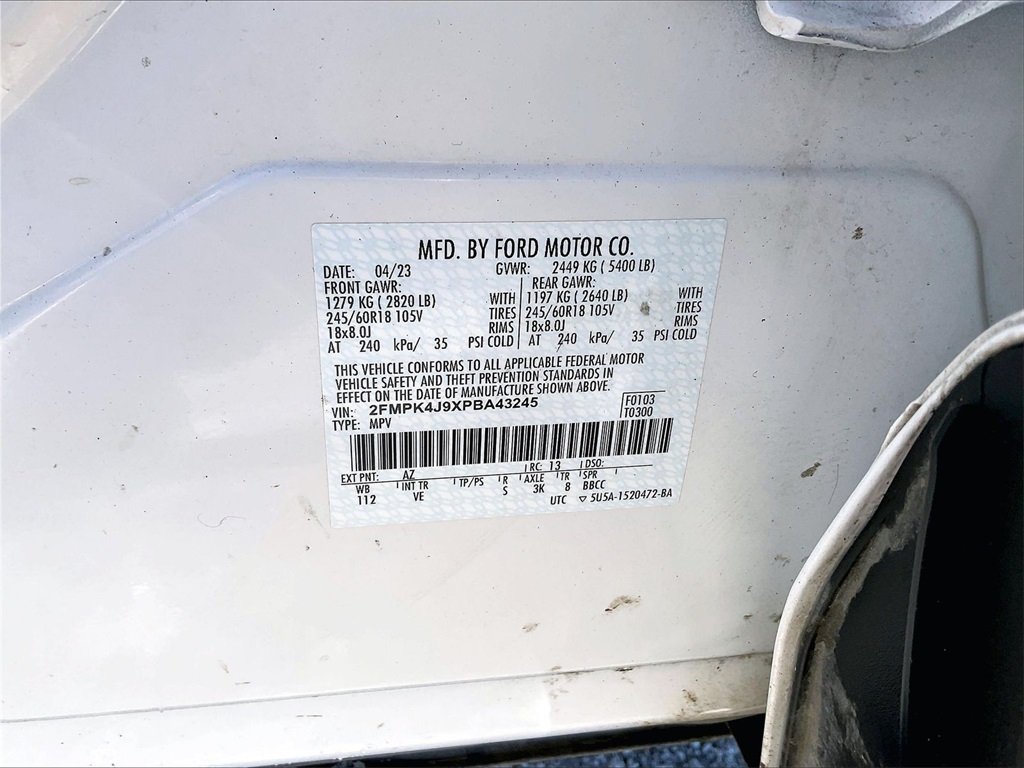 MFD. BY FORD MOTOR CO.
DATE: 04/23 GVWR: 2449 KG ( 5400 LB)
FRONT GAWR: REAR GAWR:
1279 KG ( 2820 LB) WITH 1197 KG ( 2640 LB) WITH
245/60R18 105V TIRES 245/60R18 105V TIRES
18x8.0J RIMS 18x8.0J RIMS
AT 240 kPa/ 35 PSI COLD AT 240 kPa/ 35 PSI COLD
THIS VEHICLE CONFORMS TO ALL APPLICABLE FEDERAL MOTOR
VEHICLE SAFETY AND THEFT PREVENTION STANDARDS IN
EFFECT ON THE DATE OF MANUFACTURE SHOWN ABOVE.
VIN: 2FMPK4J9XPBA43245 F0103
TYPE: MPV T0300
EXT PNT: AZ RC: 13 DSO:
WB INT TR TP/PS R AXLE TR SPR
112 VE S 3K 8 BBCC
UTC ▽ 5U5A-1520472-BA